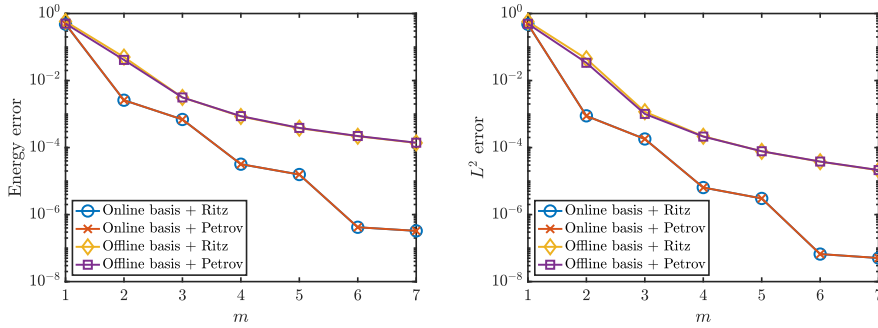 Energy error
10^0
10^-2
10^-4
10^-6
10^-8
Online basis + Ritz
Online basis + Petrov
Offline basis + Ritz
Offline basis + Petrov
1 2 3 4 5 6 7
m
L^2 error
10^0
10^-2
10^-4
10^-6
10^-8
Online basis + Ritz
Online basis + Petrov
Offline basis + Ritz
Offline basis + Petrov
1 2 3 4 5 6 7
m